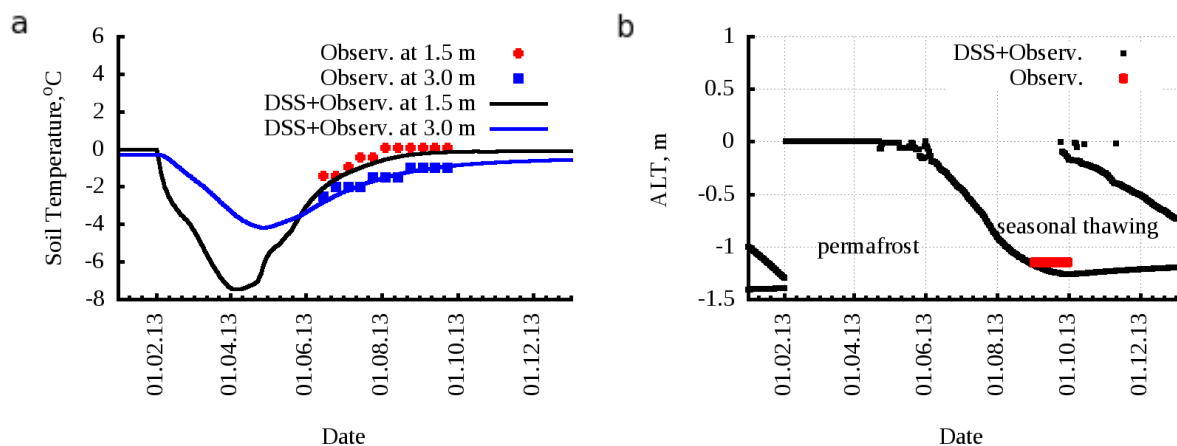 a
6
4
2
0
-2
-4
-6
-8
Soil Temperature,°C
Observ. at 1.5 m
Observ. at 3.0 m
DSS+Observ. at 1.5 m
DSS+Observ. at 3.0 m
01.02.13
01.04.13
01.06.13
01.08.13
01.10.13
01.12.13
Date
b
1
0.5
0
-0.5
-1
-1.5
ALT, m
DSS+Observ.
Observ.
seasonal thawing
permafrost
01.02.13
01.04.13
01.06.13
01.08.13
01.10.13
01.12.13
Date